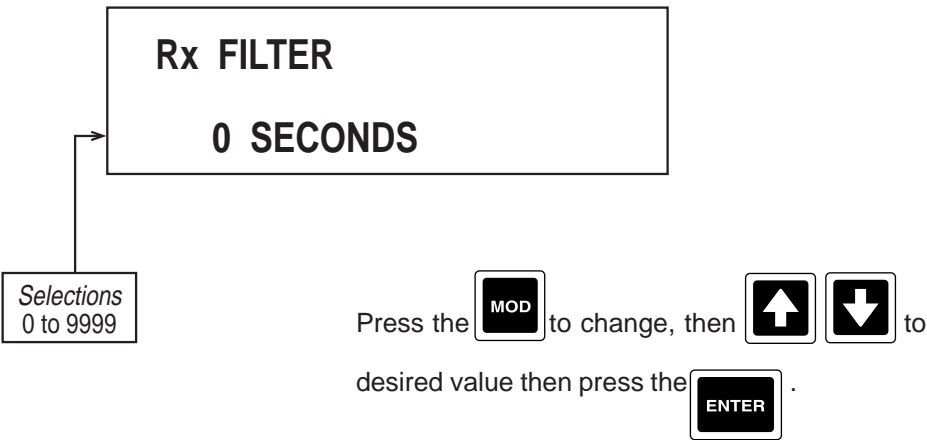 Rx FILTER
0 SECONDS
Selections
0 to 9999
Press the MOD to change, then to
desired value then press the ENTER .